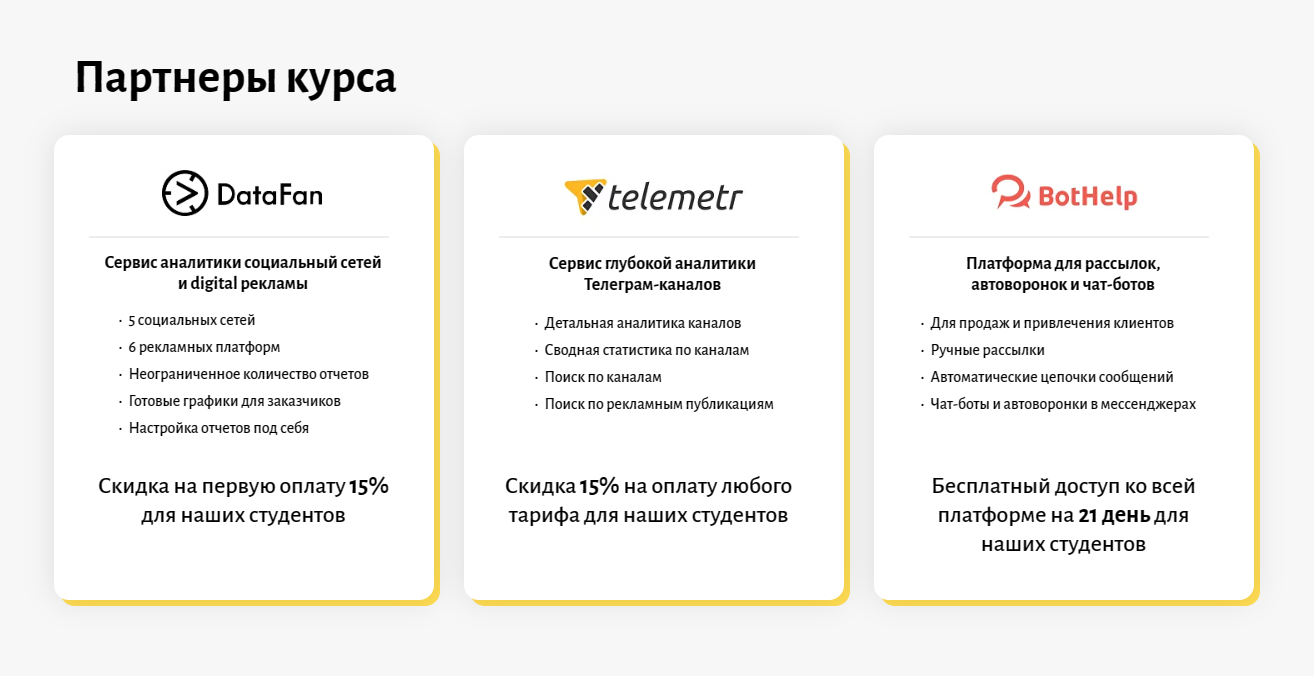 Партнеры курса
DataFan
Сервис аналитики социальный сетей
и digital рекламы
· 5 социальных сетей
· 6 рекламных платформ
· Неограниченное количество отчетов
· Готовые графики для заказчиков
· Настройка отчетов под себя
Скидка на первую оплату 15%
для наших студентов
telemetr
Сервис глубокой аналитики
Телеграм-каналов
· Детальная аналитика каналов
· Сводная статистика по каналам
· Поиск по каналам
· Поиск по рекламным публикациям
Скидка 15% на оплату любого
тарифа для наших студентов
BotHelp
Платформа для рассылок,
автоворонок и чат-ботов
· Для продаж и привлечения клиентов
· Ручные рассылки
· Автоматические цепочки сообщений
· Чат-боты и автоворонки в мессенджерах
Бесплатный доступ ко всей
платформе на 21 день для
наших студентов